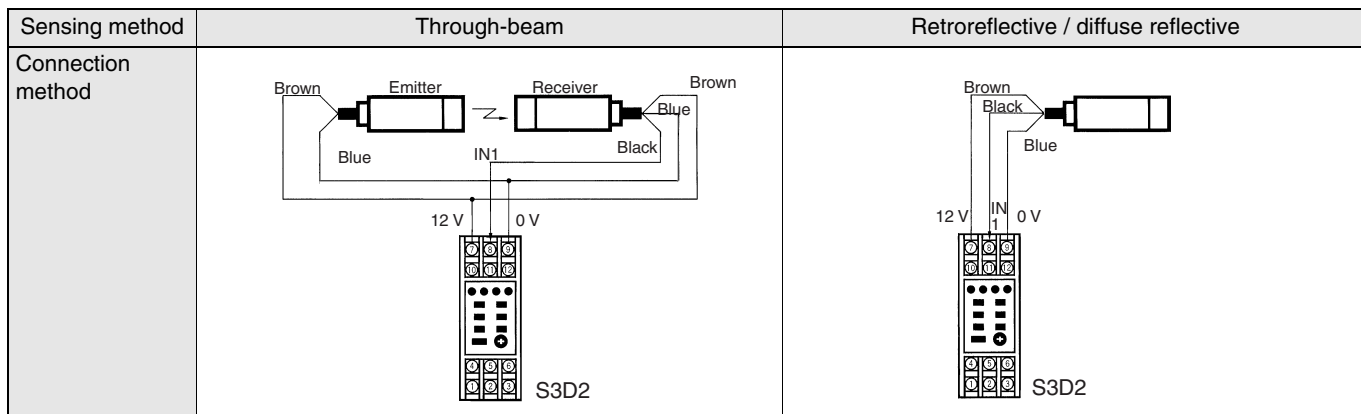 Sensing method
Through-beam
Retroreflective / diffuse reflective
Connection
method
Brown
Emitter
Receiver
Brown
Blue
Blue
IN1
Black
12 V
0 V
7 8 9
10 11 12
4 5 6
1 2 3
S3D2
Brown
Black
Blue
12 V
IN
1
0 V
7 8 9
10 11 12
4 5 6
1 2 3
S3D2